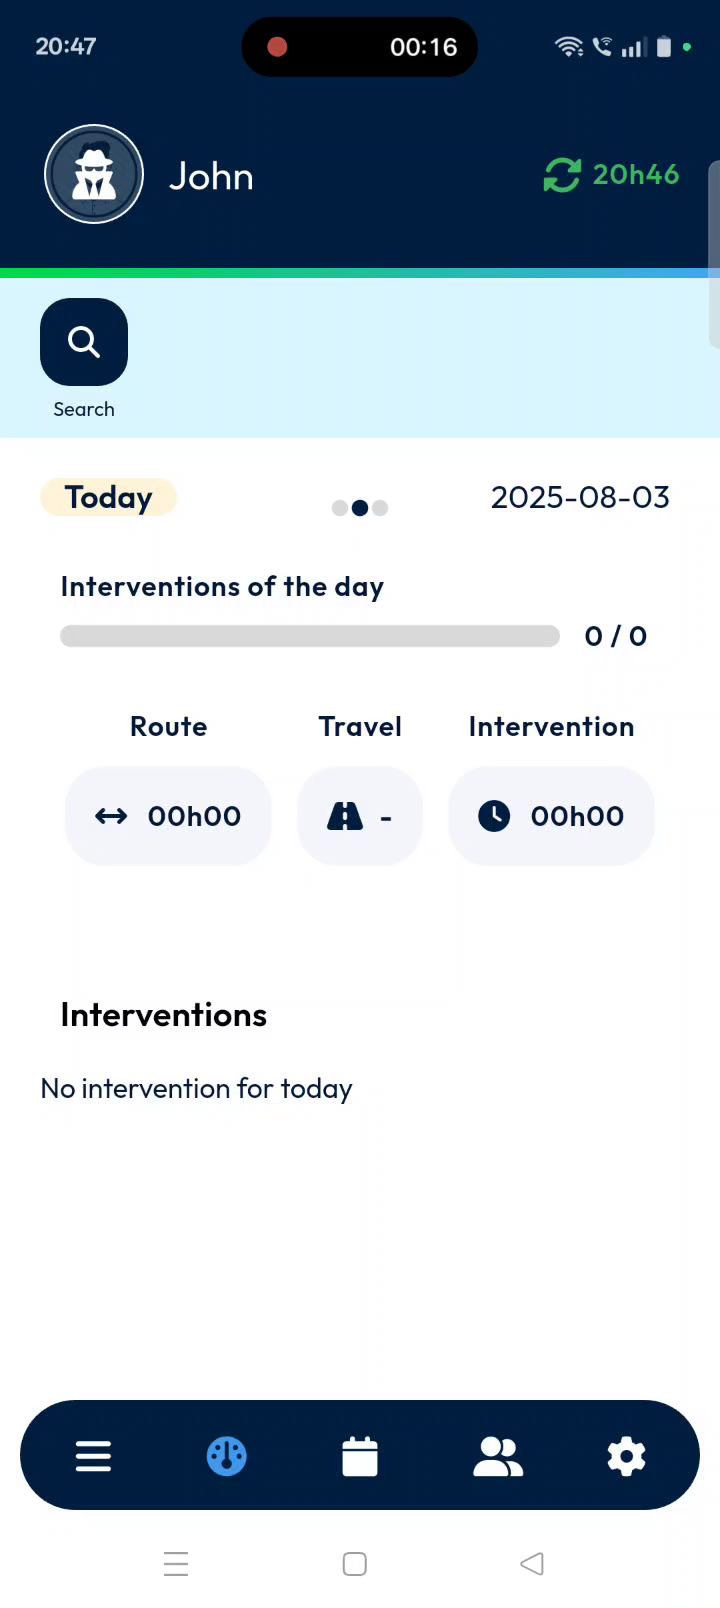 20:47
00:16
John
20h46
Search
Today
2025-08-03
Interventions of the day
0 / 0
Route Travel Intervention
00h00 - 00h00
Interventions
No intervention for today